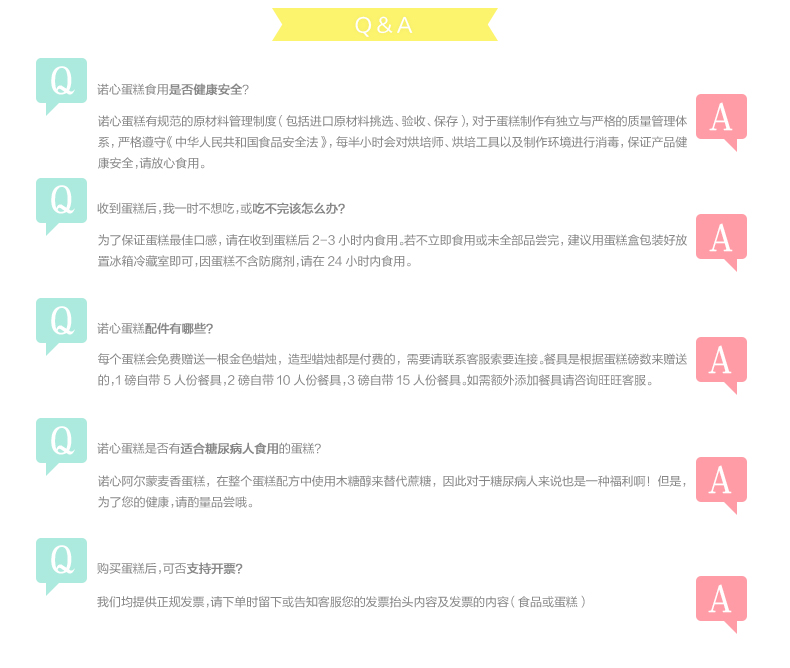 Q & A
Q
诺心蛋糕食用是否健康安全?
A
诺心蛋糕有规范的原材料管理制度(包括进口原材料挑选、验收、保存),对于蛋糕制作有独立与严格的质量管理体
系,严格遵守《中华人民共和国食品安全法》,每半小时会对烘培师、烘培工具以及制作环境进行消毒,保证产品健
康安全,请放心食用。
Q
收到蛋糕后,我一时不想吃,或吃不完该怎么办?
A
为了保证蛋糕最佳口感,请在收到蛋糕后 2-3 小时内食用。若不立即食用或未全部品尝完,建议用蛋糕盒包装好放
置冰箱冷藏室即可,因蛋糕不含防腐剂,请在 24 小时内食用。
Q
诺心蛋糕配件有哪些?
A
每个蛋糕会免费赠送一根金色蜡烛,造型蜡烛都是付费的,需要请联系客服索要连接。餐具是根据蛋糕磅数来赠送
的,1 磅自带 5 人份餐具,2 磅自带 10 人份餐具,3 磅自带 15 人份餐具。如需额外添加餐具请咨询旺旺客服。
Q
诺心蛋糕是否有适合糖尿病人食用的蛋糕?
A
诺心阿尔蒙麦香蛋糕,在整个蛋糕配方中使用木糖醇来替代蔗糖,因此对于糖尿病人来说也是一种福利啊!但是,
为了您的健康,请酌量品尝哦。
Q
购买蛋糕后,可否支持开票?
A
我们均提供正规发票,请下单时留下或告知客服您的发票抬头内容及发票的内容(食品或蛋糕)